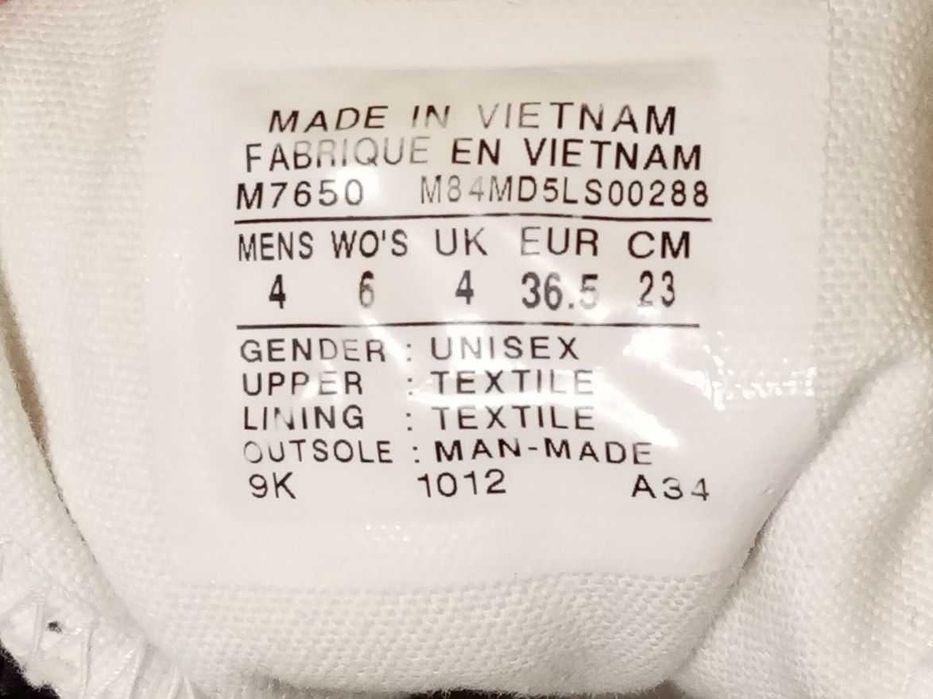 MADE IN VIETNAM
FABRIQUE EN VIETNAM
M7650 M84MD5LS00288
MENS WO'S UK EUR CM
4 6 4 36.5 23
GENDER : UNISEX
UPPER : TEXTILE
LINING : TEXTILE
OUTSOLE : MAN-MADE
9K 1012 A34